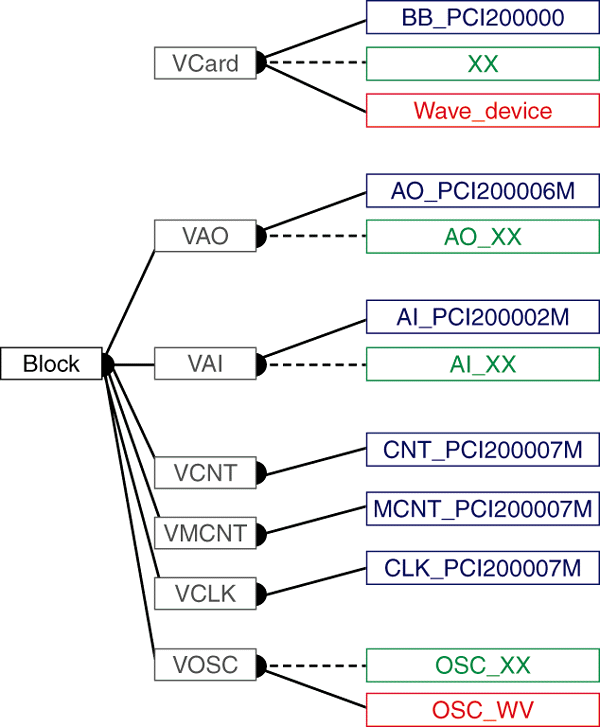 BB_PCI200000
VCard
XX
Wave_device
AO_PCI200006M
VAO
AO_XX
AI_PCI200002M
Block
VAI
AI_XX
CNT_PCI200007M
VCNT
MCNT_PCI200007M
VMCNT
CLK_PCI200007M
VCLK
VOSC
OSC_XX
OSC_WV